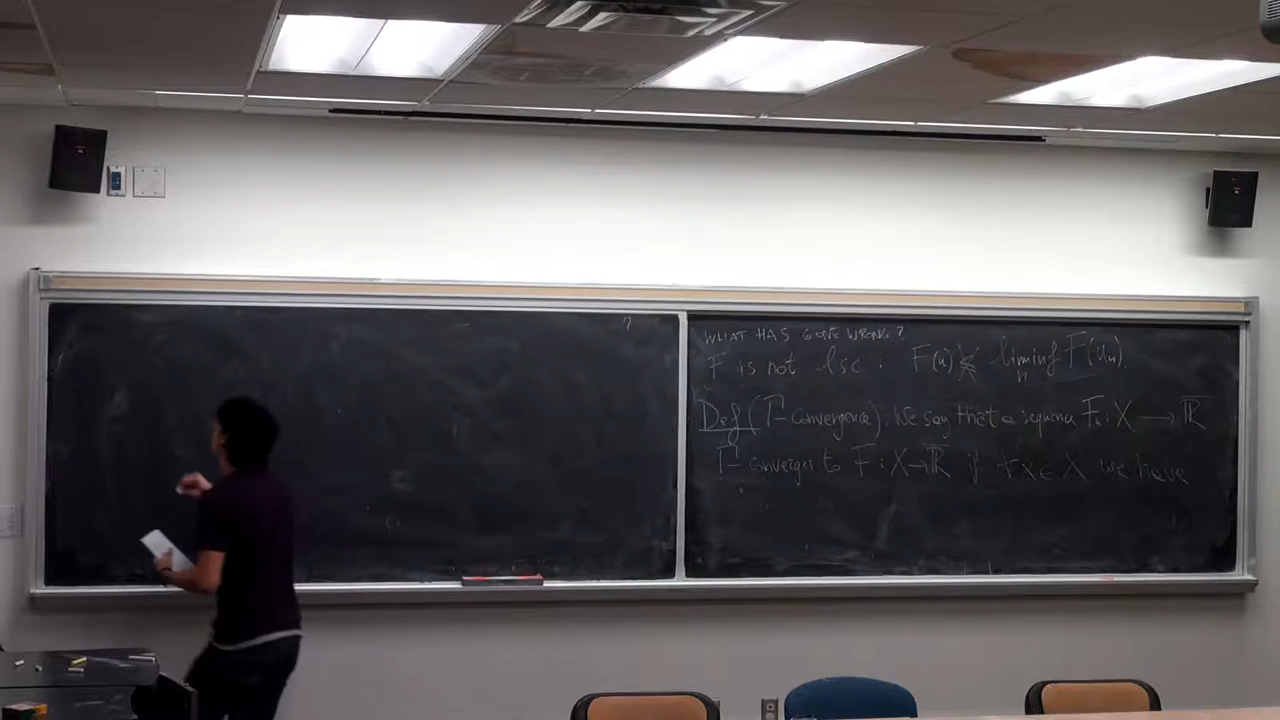 ?
WHAT HAS GONE WRONG?
F is not lsc. F(u) ≰ liminf_n F(u_n).
Def (Γ-convergence). We say that a sequence F_n: X → R̅
Γ-converges to F: X→R̅ if ∀x∈X we have